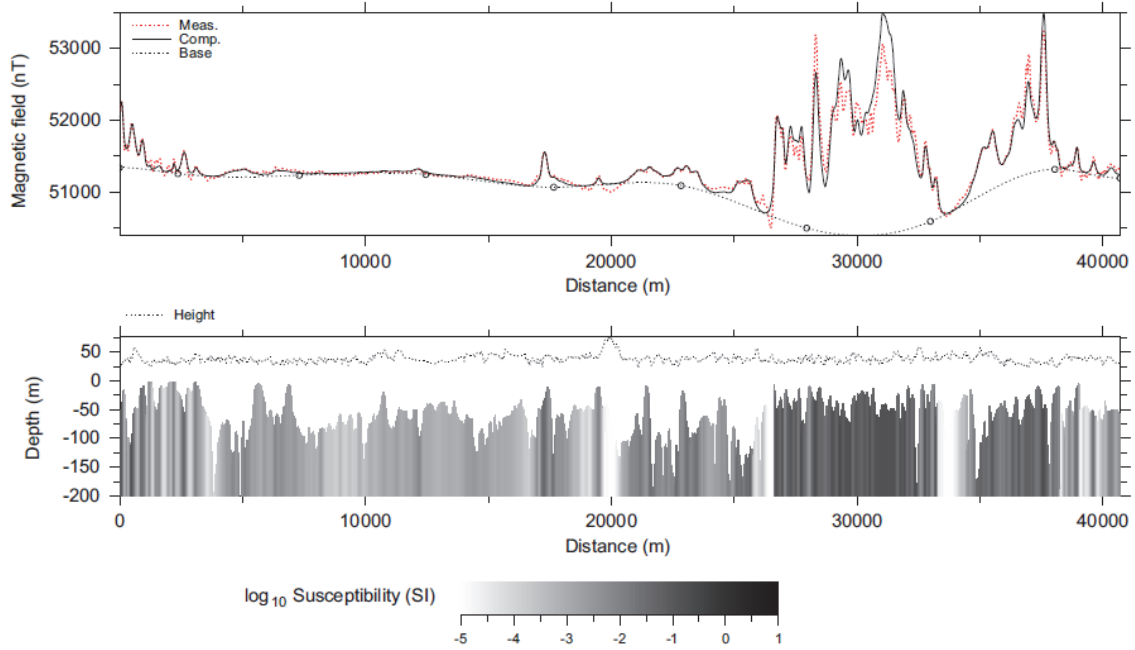 Meas.
Comp.
Base
Magnetic field (nT)
53000
52000
51000
10000 20000 30000 40000
Distance (m)
Height
Depth (m)
50
0
-50
-100
-150
-200
0 10000 20000 30000 40000
Distance (m)
log10 Susceptibility (SI)
-5 -4 -3 -2 -1 0 1